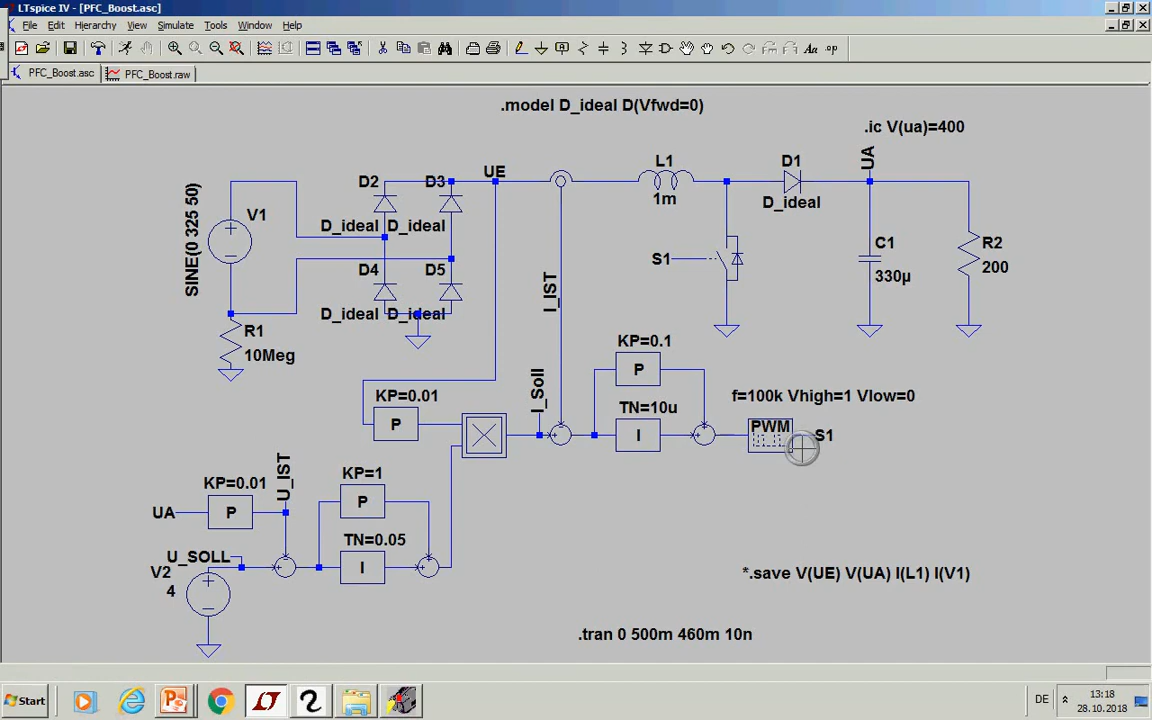 LTspice IV - [PFC_Boost.asc]
File Edit Hierarchy View Simulate Tools Window Help
Aa .op
PFC_Boost.asc PFC_Boost.raw
.model D_ideal D(Vfwd=0)
.ic V(ua)=400
UA
SINE(0 325 50)
V1
D2
D3
UE
L1
1m
D1
D_ideal
D_ideal D_ideal
D4
D5
D_ideal D_ideal
S1
C1
330µ
R2
200
I_IST
R1
10Meg
KP=0.1
P
KP=0.01
P
I_Soll
TN=10u
I
f=100k Vhigh=1 Vlow=0
PWM
S1
KP=0.01
UA
P
U_IST
KP=1
P
TN=0.05
I
U_SOLL
V2
4
*.save V(UE) V(UA) I(L1) I(V1)
.tran 0 500m 460m 10n
Start
DE
13:18
28.10.2018